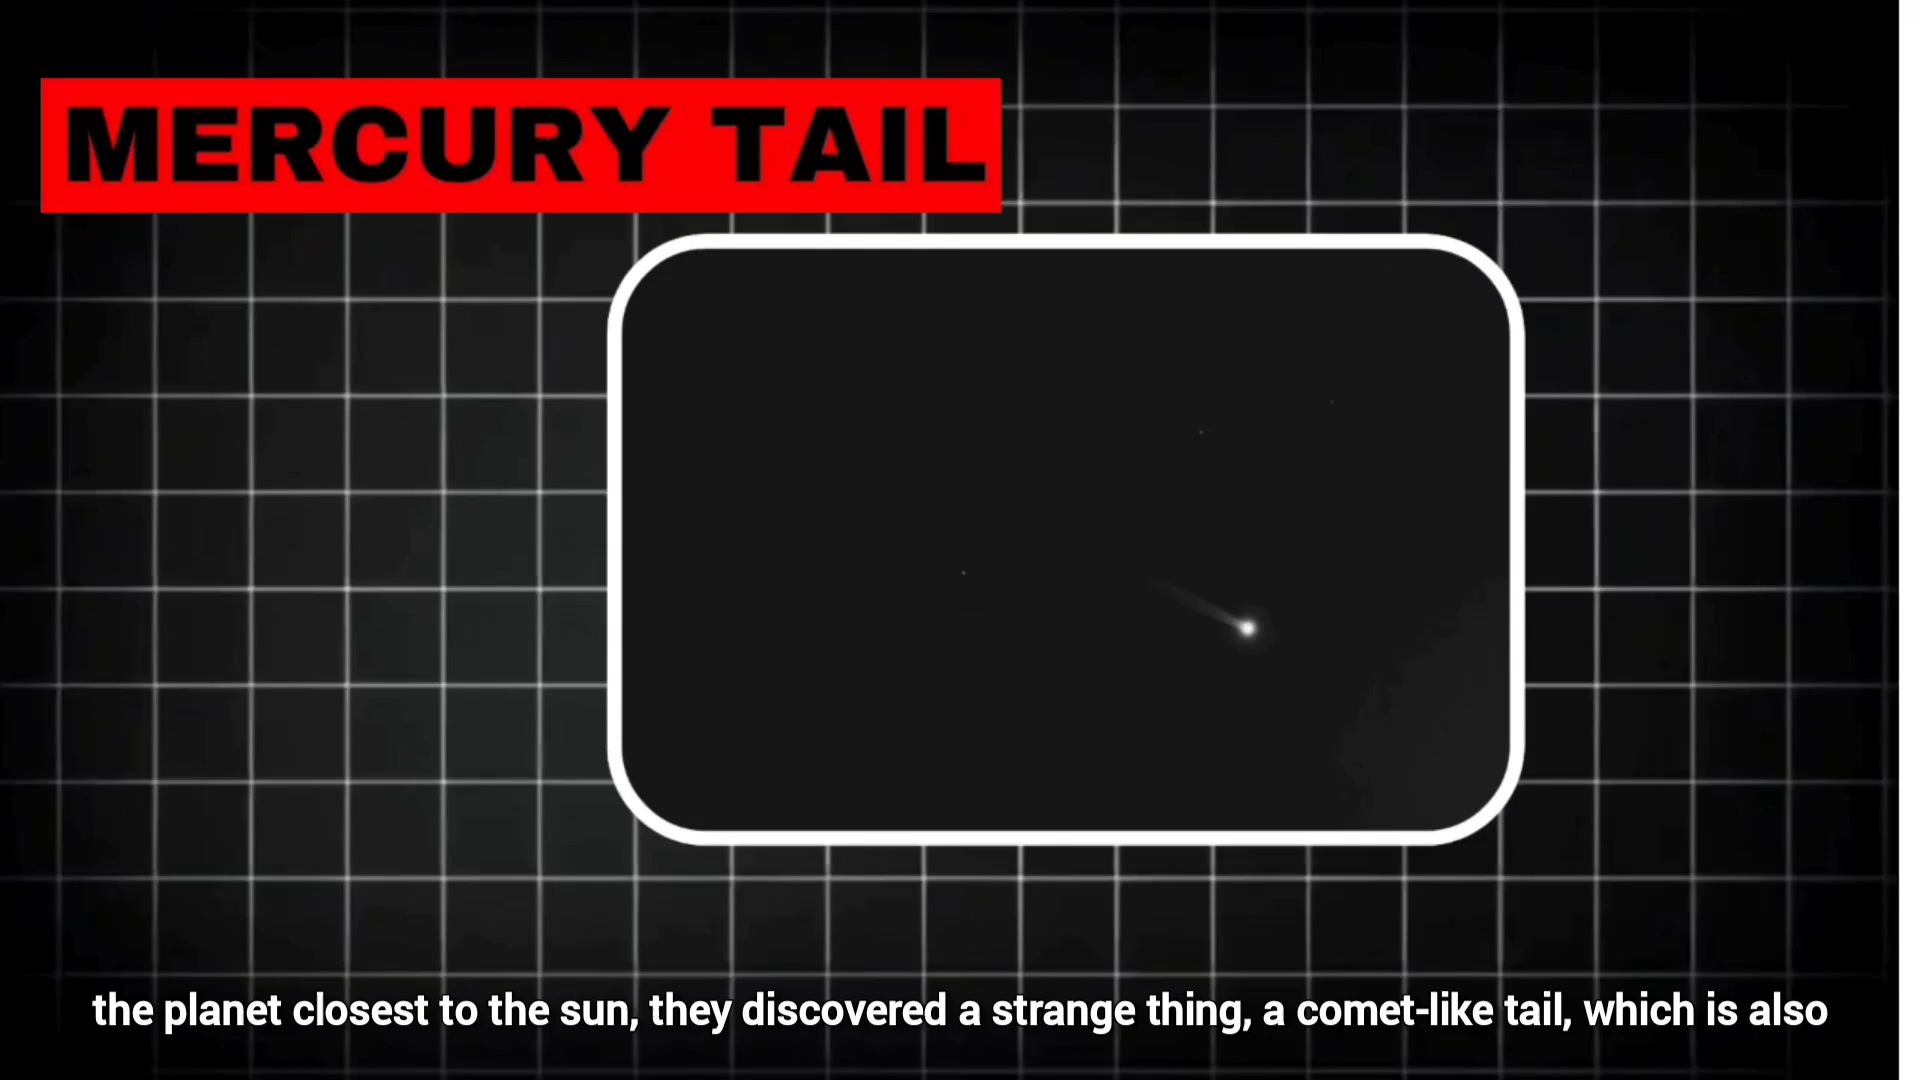 MERCURY TAIL
the planet closest to the sun, they discovered a strange thing, a comet-like tail, which is also